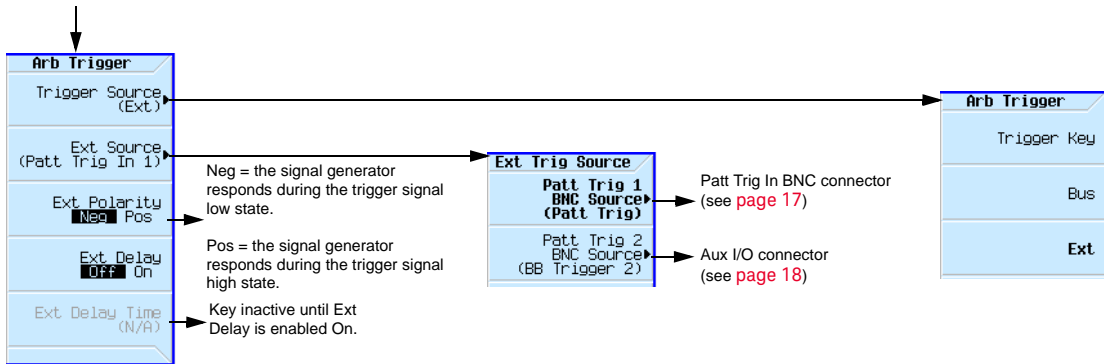 Arb Trigger
Trigger Source
(Ext)
Ext Source
(Patt Trig In 1)
Ext Polarity
Neg Pos
Ext Delay
Off On
Ext Delay Time
(N/A)
Neg = the signal generator
responds during the trigger signal
low state.
Pos = the signal generator
responds during the trigger signal
high state.
Key inactive until Ext
Delay is enabled On.
Ext Trig Source
Patt Trig 1
BNC Source
(Patt Trig)
Patt Trig 2
BNC Source
(BB Trigger 2)
Patt Trig In BNC connector
(see page 17)
Aux I/O connector
(see page 18)
Arb Trigger
Trigger Key
Bus
Ext